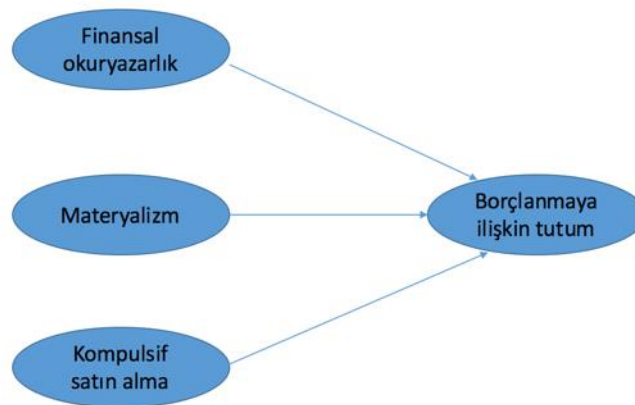 Finansal
okuryazarlık
Materyalizm
Borçlanmaya
ilişkin tutum
Kompulsif
satın alma